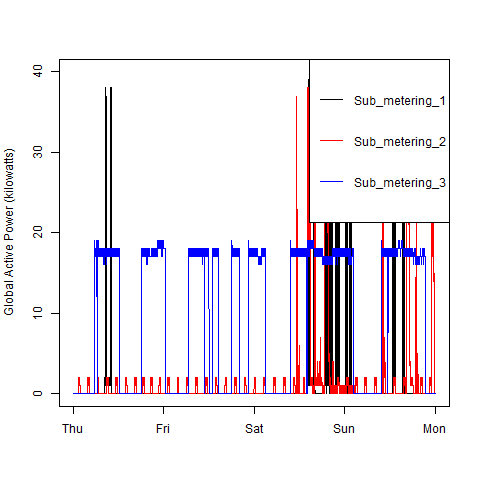 40
30
20
10
0
Global Active Power (kilowatts)
Sub_metering_1
Sub_metering_2
Sub_metering_3
Thu Fri Sat Sun Mon